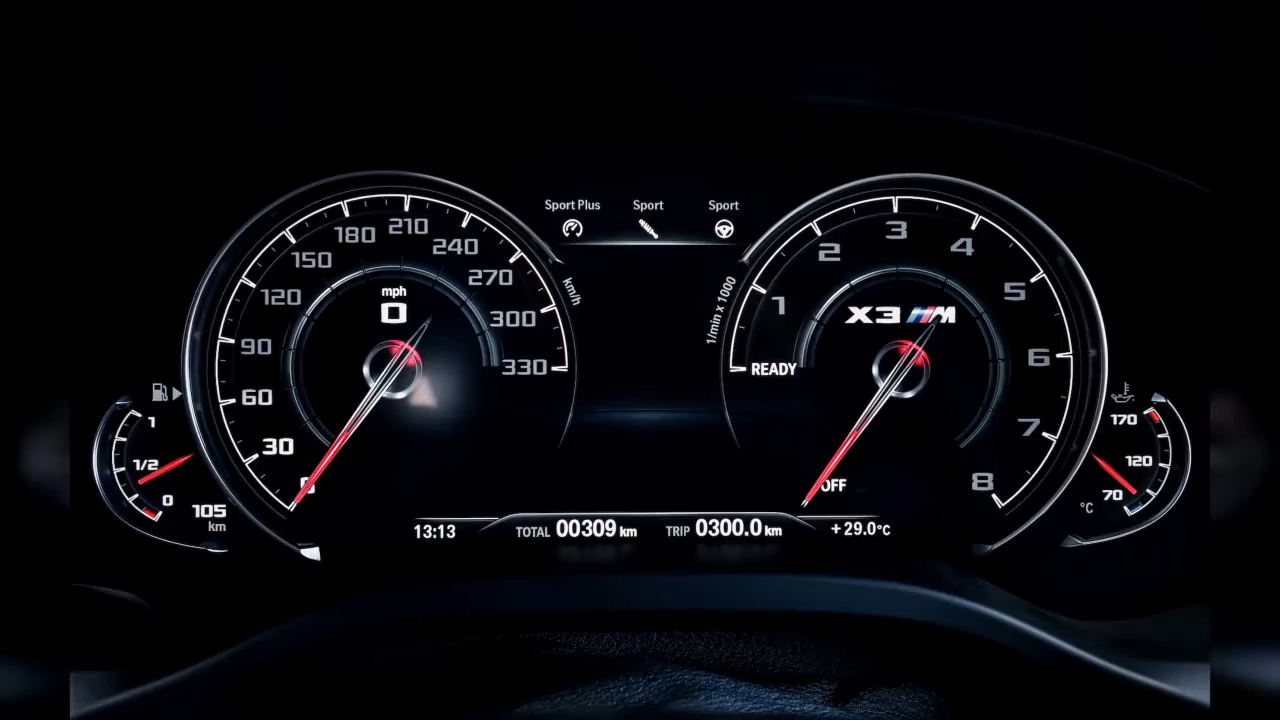 Sport Plus
Sport
Sport
0
30
60
90
120
150
180
210
240
270
300
330
km/h
mph
0
1/min x 1000
READY
1
2
3
4
5
6
7
8
OFF
X3 M
1
1/2
0
105
km
170
120
70
°C
13:13
TOTAL 00309 km
TRIP 0300.0 km
+29.0°C